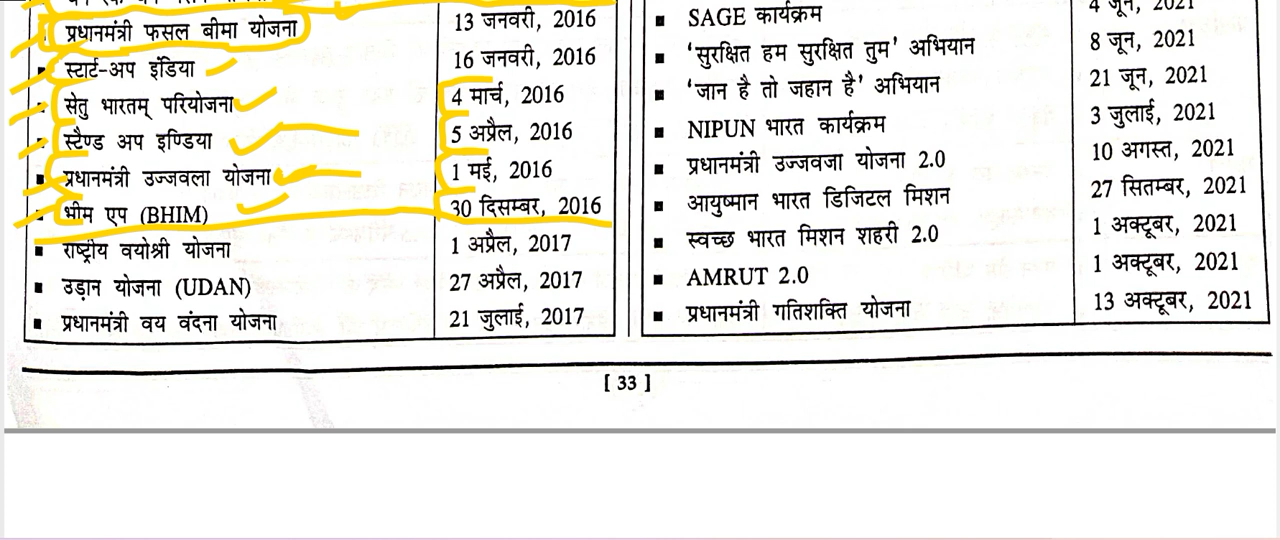 प्रधानमंत्री फसल बीमा योजना 13 जनवरी, 2016
स्टार्ट-अप इंडिया 16 जनवरी, 2016
सेतु भारतम् परियोजना 4 मार्च, 2016
स्टैण्ड अप इण्डिया 5 अप्रैल, 2016
प्रधानमंत्री उज्जवला योजना 1 मई, 2016
भीम एप (BHIM) 30 दिसम्बर, 2016
राष्ट्रीय वयोश्री योजना 1 अप्रैल, 2017
उड़ान योजना (UDAN) 27 अप्रैल, 2017
प्रधानमंत्री वय वंदना योजना 21 जुलाई, 2017
SAGE कार्यक्रम 4 जून, 2021
'सुरक्षित हम सुरक्षित तुम' अभियान 8 जून, 2021
'जान है तो जहान है' अभियान 21 जून, 2021
NIPUN भारत कार्यक्रम 3 जुलाई, 2021
प्रधानमंत्री उज्जवजा योजना 2.0 10 अगस्त, 2021
आयुष्मान भारत डिजिटल मिशन 27 सितम्बर, 2021
स्वच्छ भारत मिशन शहरी 2.0 1 अक्टूबर, 2021
AMRUT 2.0 1 अक्टूबर, 2021
प्रधानमंत्री गतिशक्ति योजना 13 अक्टूबर, 2021
[ 33 ]